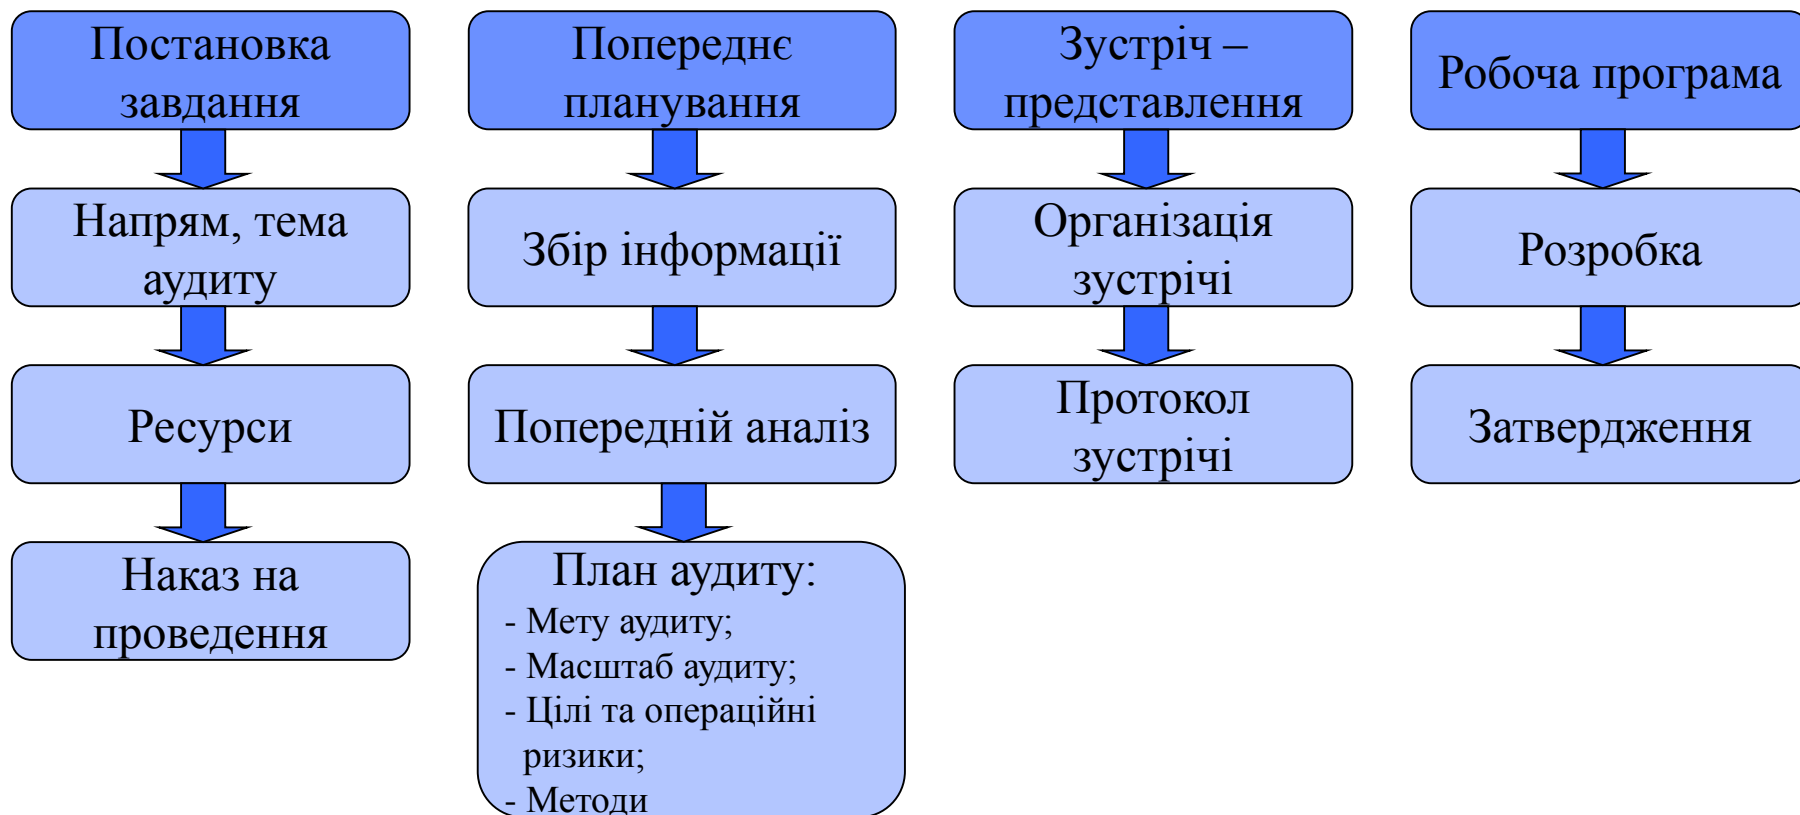 Постановка
завдання
Напрям, тема
аудиту
Ресурси
Наказ на
проведення
Попереднє
планування
Збір інформації
Попередній аналіз
План аудиту:
- Мету аудиту;
- Масштаб аудиту;
- Цілі та операційні
ризики;
- Методи
Зустріч –
представлення
Організація
зустрічі
Протокол
зустрічі
Робоча програма
Розробка
Затвердження